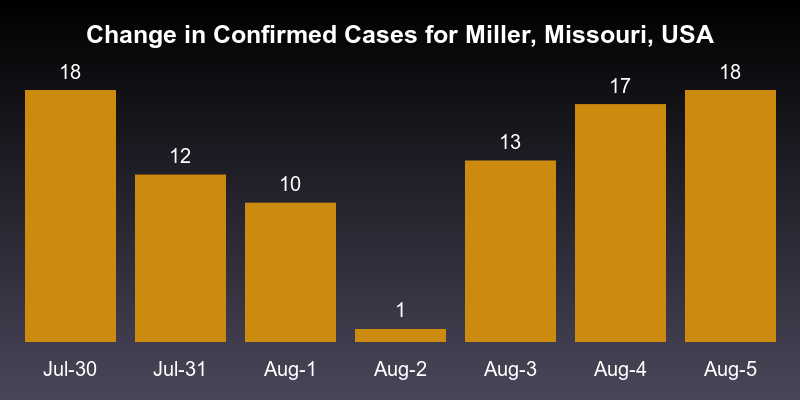 Change in Confirmed Cases for Miller, Missouri, USA
18
12
10
1
13
17
18
Jul-30
Jul-31
Aug-1
Aug-2
Aug-3
Aug-4
Aug-5